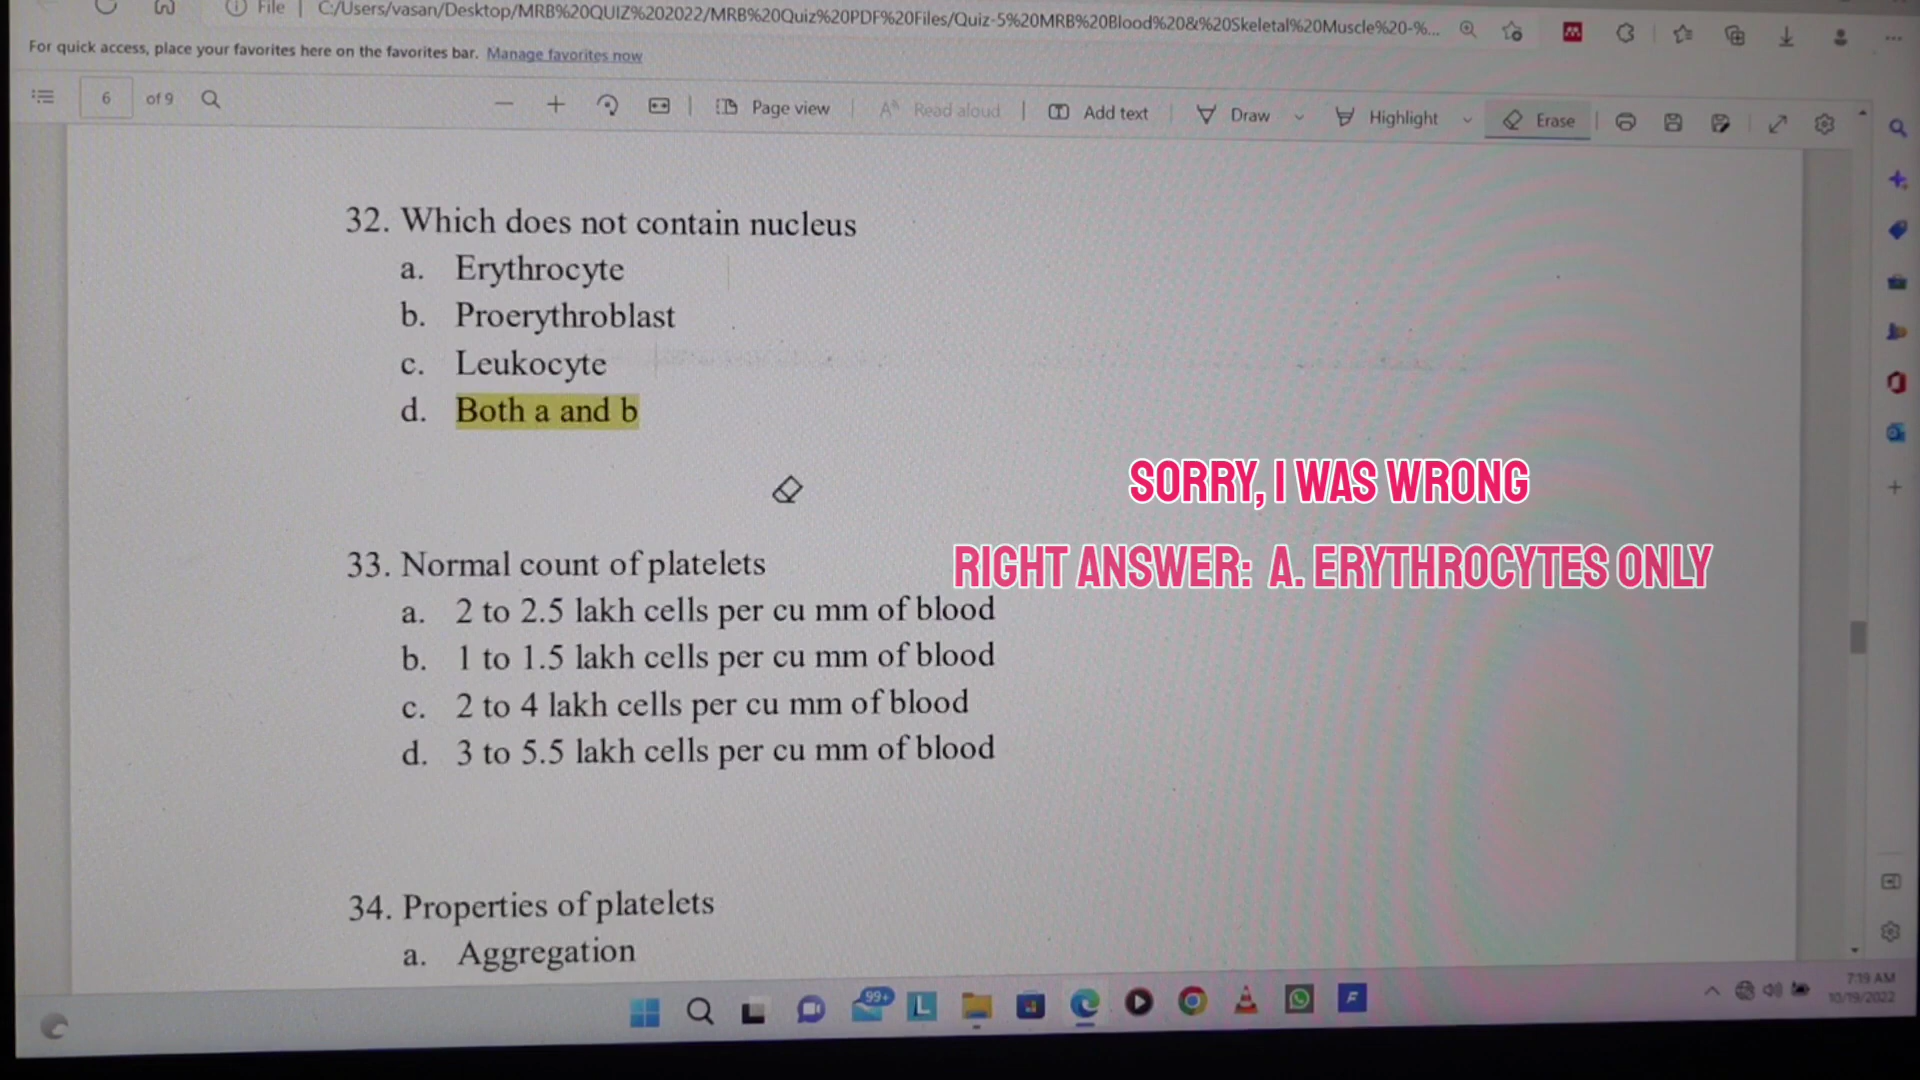 File | C:/Users/vasan/Desktop/MRB%20QUIZ%202022/MRB%20Quiz%20PDF%20Files/Quiz-5%20MRB%20Blood%20&%20Skeletal%20Muscle%20-%...
For quick access, place your favorites here on the favorites bar. Manage favorites now
6 of 9 Page view Read aloud Add text Draw Highlight Erase
32. Which does not contain nucleus
a. Erythrocyte
b. Proerythroblast
c. Leukocyte
d. Both a and b
SORRY, I WAS WRONG
RIGHT ANSWER: A. ERYTHROCYTES ONLY
33. Normal count of platelets
a. 2 to 2.5 lakh cells per cu mm of blood
b. 1 to 1.5 lakh cells per cu mm of blood
c. 2 to 4 lakh cells per cu mm of blood
d. 3 to 5.5 lakh cells per cu mm of blood
34. Properties of platelets
a. Aggregation
99+
7:19 AM
10/19/2022